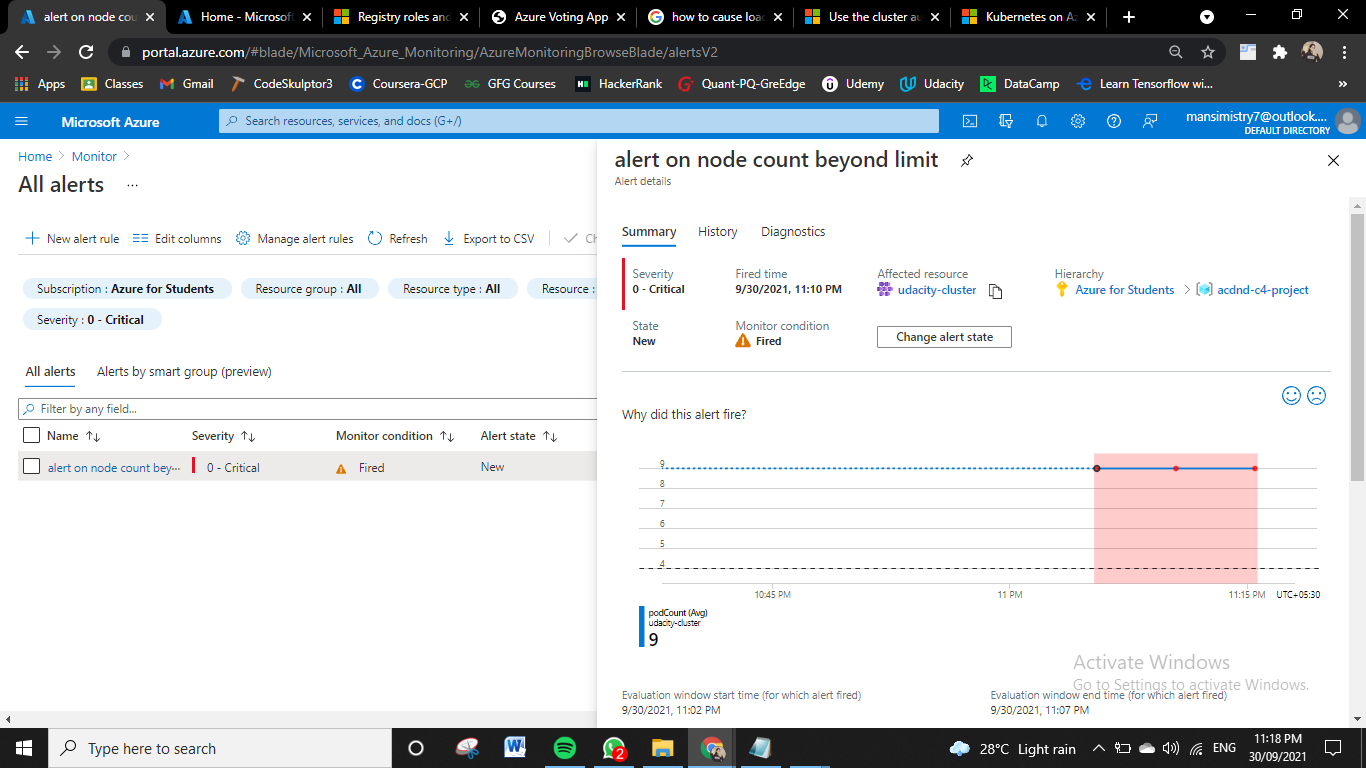 alert on node cou
Home - Microsof
Registry roles and
Azure Voting App
how to cause loa
Use the cluster au
Kubernetes on A
portal.azure.com/#blade/Microsoft_Azure_Monitoring/AzureMonitoringBrowseBlade/alertsV2
Apps
Classes
Gmail
CodeSkulptor3
Coursera-GCP
GFG Courses
HackerRank
Quant-PQ-GreEdge
Udemy
Udacity
DataCamp
Learn Tensorflow wi...
Microsoft Azure
Search resources, services, and docs (G+/)
mansimistry7@outlook....
DEFAULT DIRECTORY
Home > Monitor >
All alerts ...
New alert rule
Edit columns
Manage alert rules
Refresh
Export to CSV
Ch
Subscription : Azure for Students
Resource group : All
Resource type : All
Resource :
Severity : 0 - Critical
All alerts
Alerts by smart group (preview)
Filter by any field...
Name ↑↓
Severity ↑↓
Monitor condition ↑↓
Alert state ↑↓
alert on node count bey...
0 - Critical
Fired
New
alert on node count beyond limit
Alert details
Summary
History
Diagnostics
Severity
0 - Critical
Fired time
9/30/2021, 11:10 PM
Affected resource
udacity-cluster
Hierarchy
Azure for Students > acdnd-c4-project
State
New
Monitor condition
Fired
Change alert state
Why did this alert fire?
9
8
7
6
5
4
10:45 PM
11 PM
11:15 PM
UTC+05:30
podCount (Avg)
udacity-cluster
9
Activate Windows
Go to Settings to activate Windows.
Evaluation window start time (for which alert fired)
9/30/2021, 11:02 PM
Evaluation window end time (for which alert fired)
9/30/2021, 11:07 PM
Type here to search
2
28°C Light rain
ENG
11:18 PM
30/09/2021